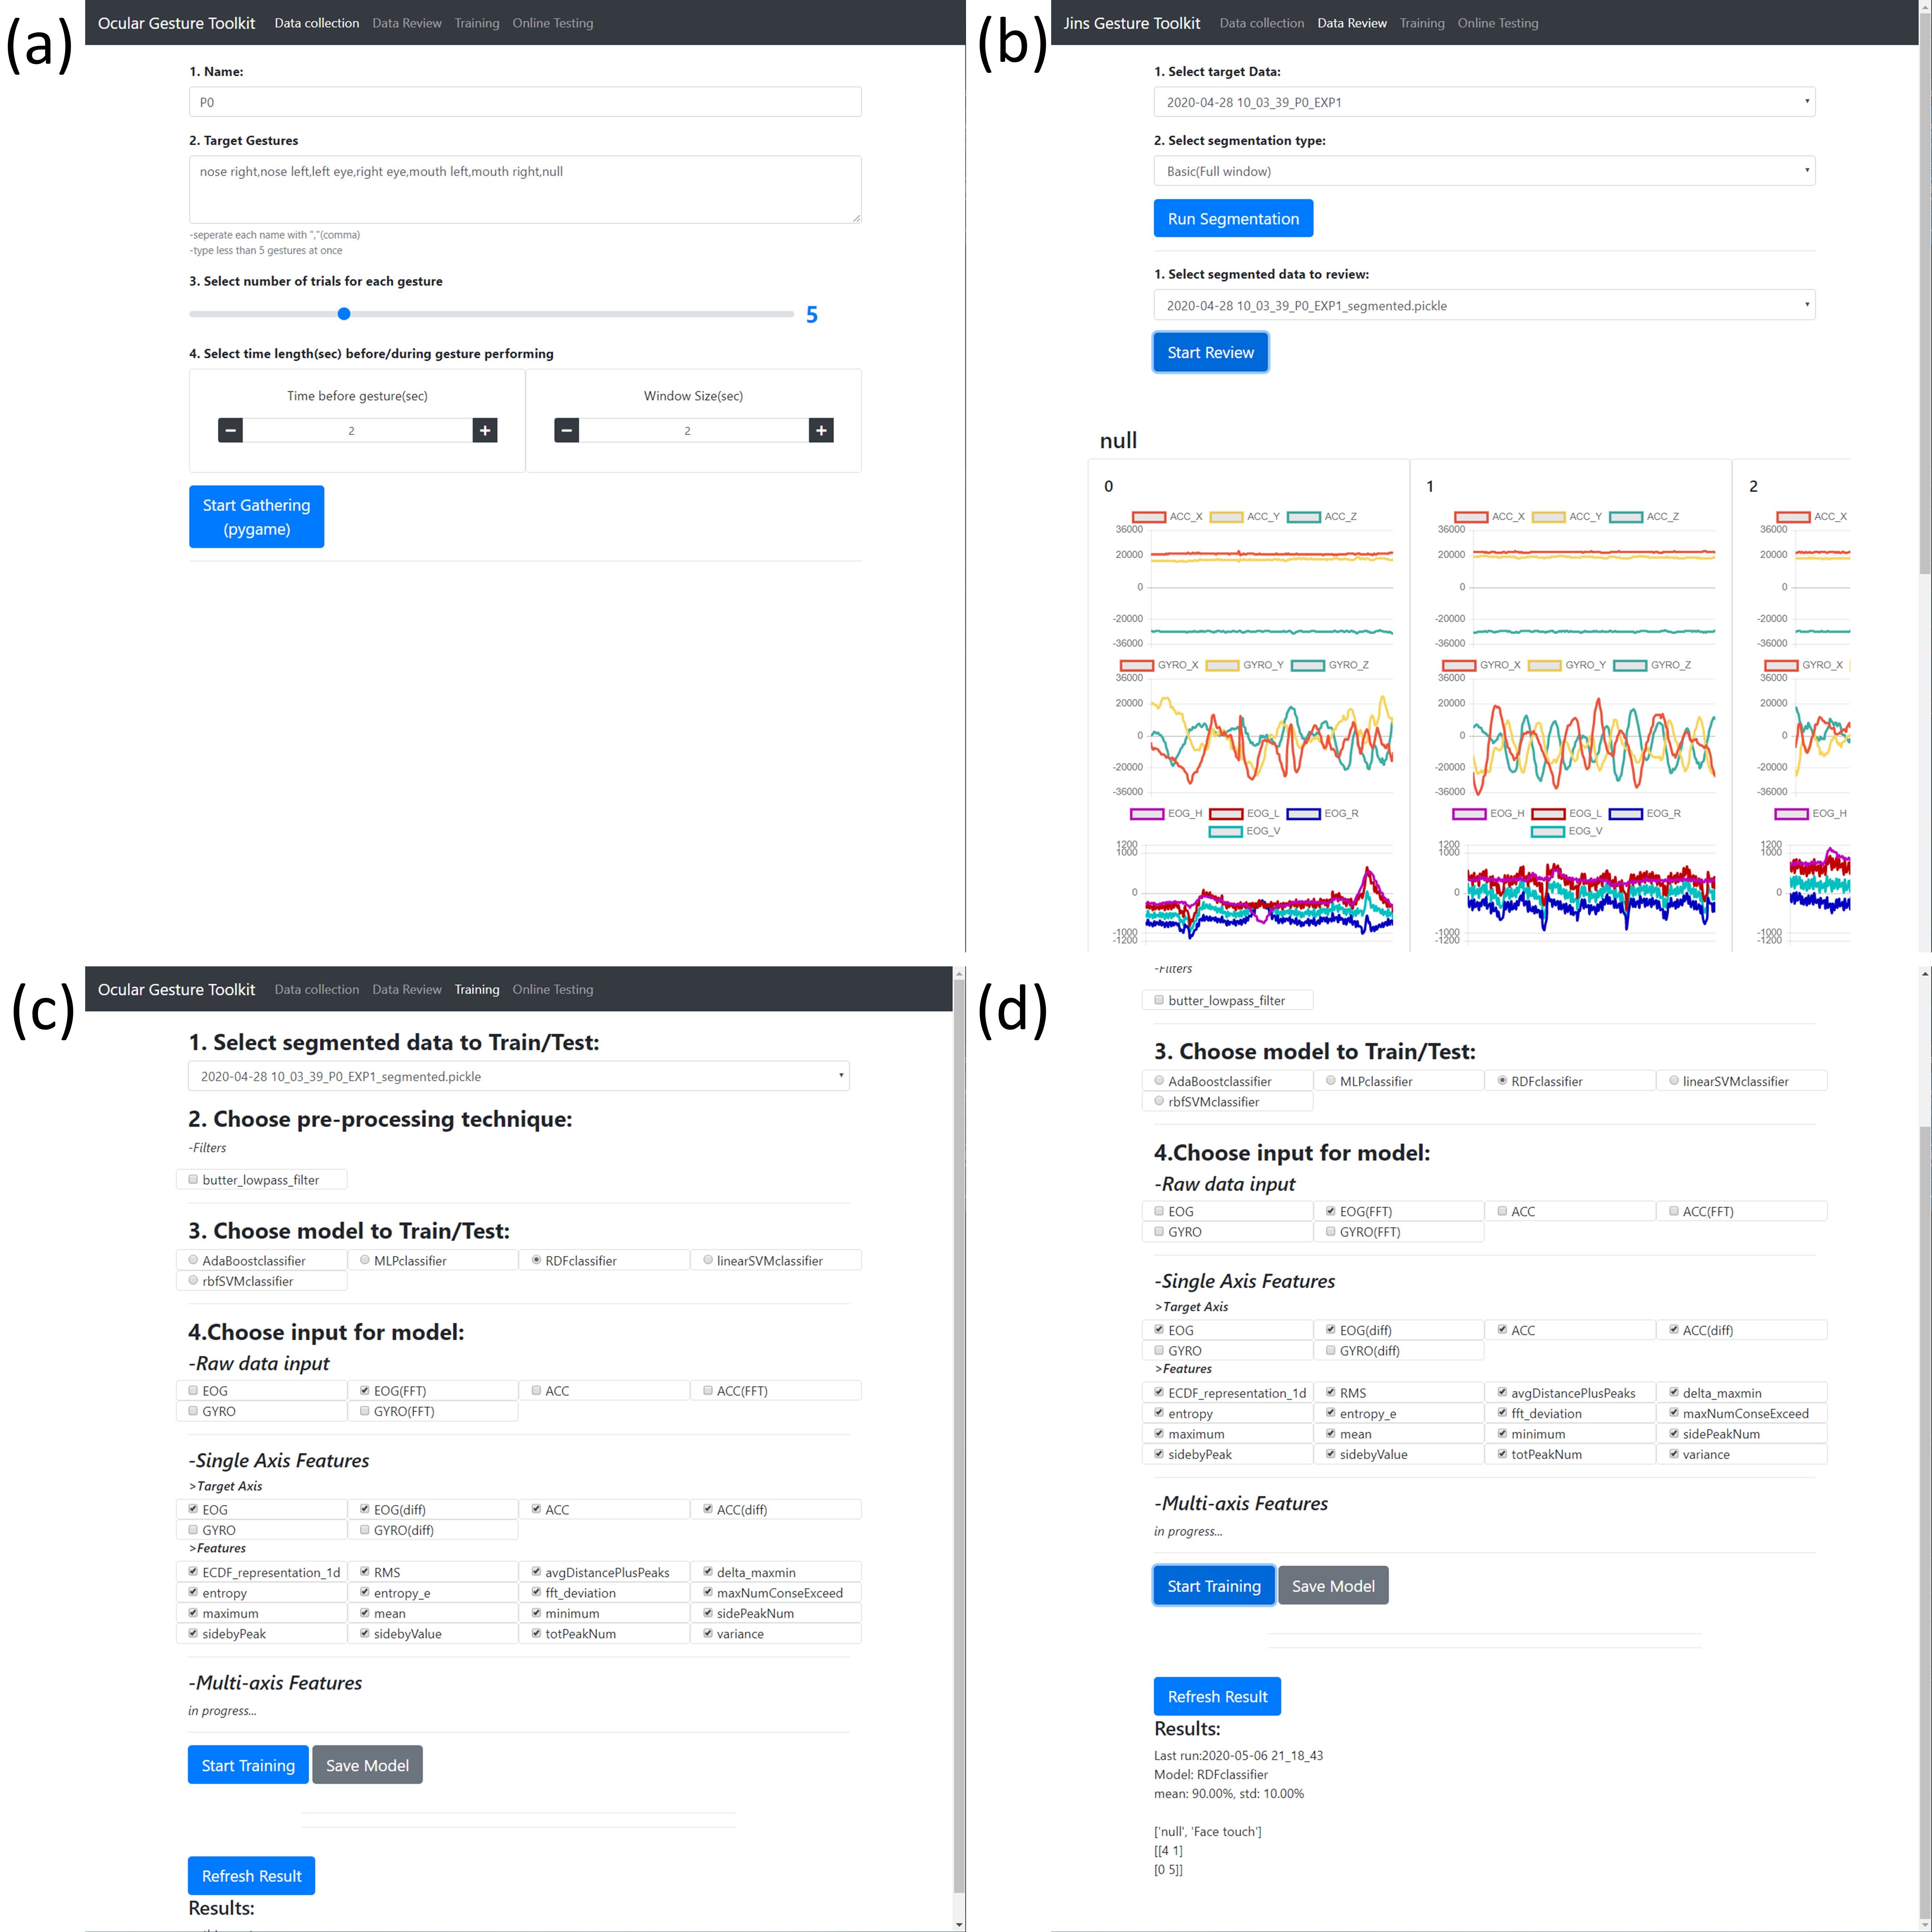 (a)
Ocular Gesture Toolkit Data collection Data Review Training Online Testing
1. Name:
P0
2. Target Gestures
nose right,nose left,left eye,right eye,mouth left,mouth right,null
-seperate each name with ","(comma)
-type less than 5 gestures at once
3. Select number of trials for each gesture
5
4. Select time length(sec) before/during gesture performing
Time before gesture(sec) Window Size(sec)
− 2 + − 2 +
Start Gathering
(pygame)
(b)
Jins Gesture Toolkit Data collection Data Review Training Online Testing
1. Select target Data:
2020-04-28 10_03_39_P0_EXP1
2. Select segmentation type:
Basic(Full window)
Run Segmentation
1. Select segmented data to review:
2020-04-28 10_03_39_P0_EXP1_segmented.pickle
Start Review
null
0
ACC_X ACC_Y ACC_Z
36000
20000
0
-20000
-36000
GYRO_X GYRO_Y GYRO_Z
36000
20000
0
-20000
-36000
EOG_H EOG_L EOG_R
EOG_V
1200
1000
0
-1000
-1200
1
ACC_X ACC_Y ACC_Z
36000
20000
0
-20000
-36000
GYRO_X GYRO_Y GYRO_Z
36000
20000
0
-20000
-36000
EOG_H EOG_L EOG_R
EOG_V
1200
1000
0
-1000
-1200
2
ACC_X
36000
20000
0
-20000
-36000
GYRO_X
36000
20000
0
-20000
-36000
EOG_H
1200
1000
0
-1000
-1200
(c)
Ocular Gesture Toolkit Data collection Data Review Training Online Testing
1. Select segmented data to Train/Test:
2020-04-28 10_03_39_P0_EXP1_segmented.pickle
2. Choose pre-processing technique:
-Filters
butter_lowpass_filter
3. Choose model to Train/Test:
AdaBoostclassifier MLPclassifier RDFclassifier linearSVMclassifier
rbfSVMclassifier
4.Choose input for model:
-Raw data input
EOG EOG(FFT) ACC ACC(FFT)
GYRO GYRO(FFT)
-Single Axis Features
>Target Axis
EOG EOG(diff) ACC ACC(diff)
GYRO GYRO(diff)
>Features
ECDF_representation_1d RMS avgDistancePlusPeaks delta_maxmin
entropy entropy_e fft_deviation maxNumConseExceed
maximum mean minimum sidePeakNum
sidebyPeak sidebyValue totPeakNum variance
-Multi-axis Features
in progress...
Start Training Save Model
Refresh Result
Results:
(d)
-Filters
butter_lowpass_filter
3. Choose model to Train/Test:
AdaBoostclassifier MLPclassifier RDFclassifier linearSVMclassifier
rbfSVMclassifier
4.Choose input for model:
-Raw data input
EOG EOG(FFT) ACC ACC(FFT)
GYRO GYRO(FFT)
-Single Axis Features
>Target Axis
EOG EOG(diff) ACC ACC(diff)
GYRO GYRO(diff)
>Features
ECDF_representation_1d RMS avgDistancePlusPeaks delta_maxmin
entropy entropy_e fft_deviation maxNumConseExceed
maximum mean minimum sidePeakNum
sidebyPeak sidebyValue totPeakNum variance
-Multi-axis Features
in progress...
Start Training Save Model
Refresh Result
Results:
Last run:2020-05-06 21_18_43
Model: RDFclassifier
mean: 90.00%, std: 10.00%
['null', 'Face touch']
[[4 1]
[0 5]]